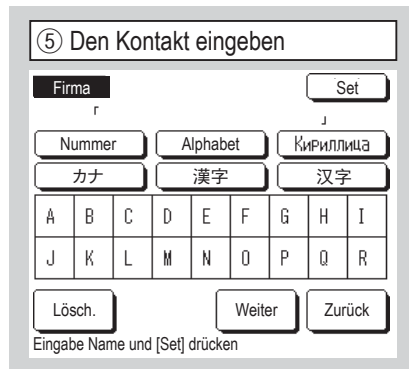 ⑤ Den Kontakt eingeben
Firma Set
「 」
Nummer Alphabet Кириллица
カナ 漢字 汉字
A B C D E F G H I
J K L M N O P Q R
Lösch. Weiter Zurück
Eingabe Name und [Set] drücken